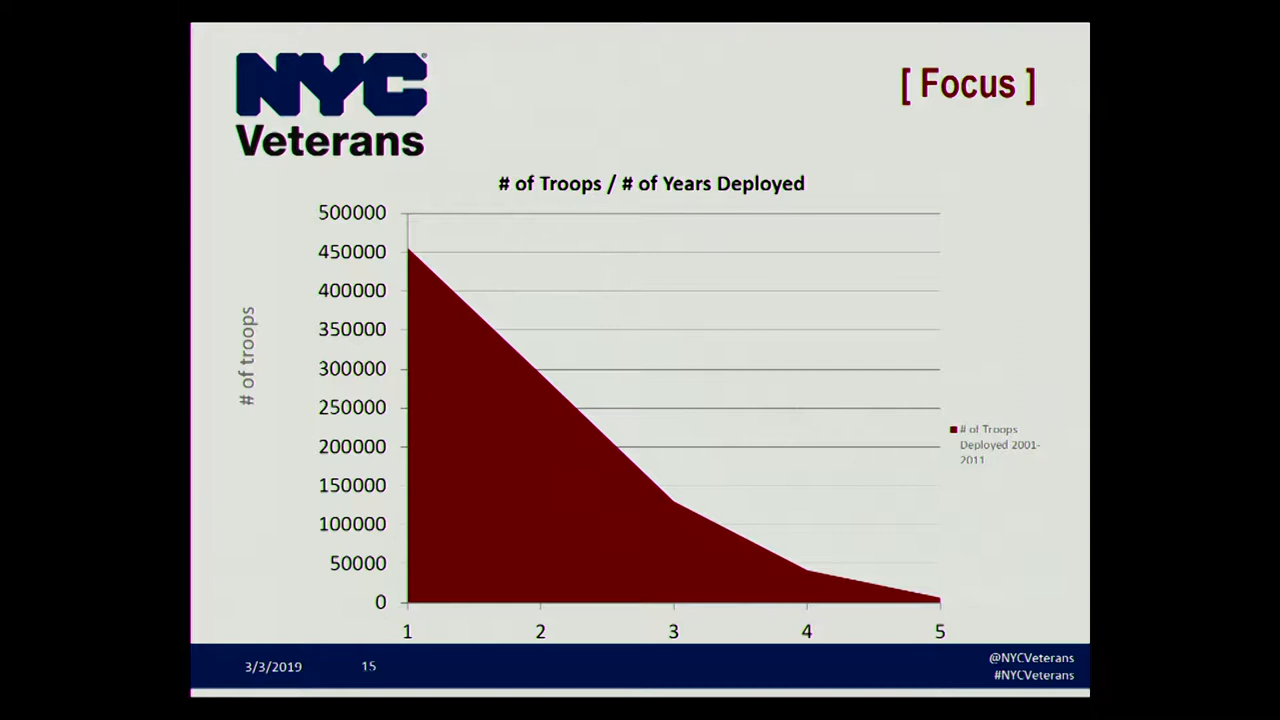 NYC
Veterans
[ Focus ]
# of Troops / # of Years Deployed
500000
450000
400000
350000
300000
250000
200000
150000
100000
50000
0
# of troops
1 2 3 4 5
# of Troops
Deployed 2001-
2011
3/3/2019 15
@NYCVeterans
#NYCVeterans